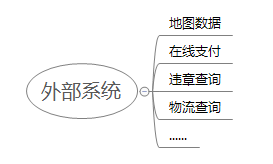 外部系统
地图数据
在线支付
违章查询
物流查询
......